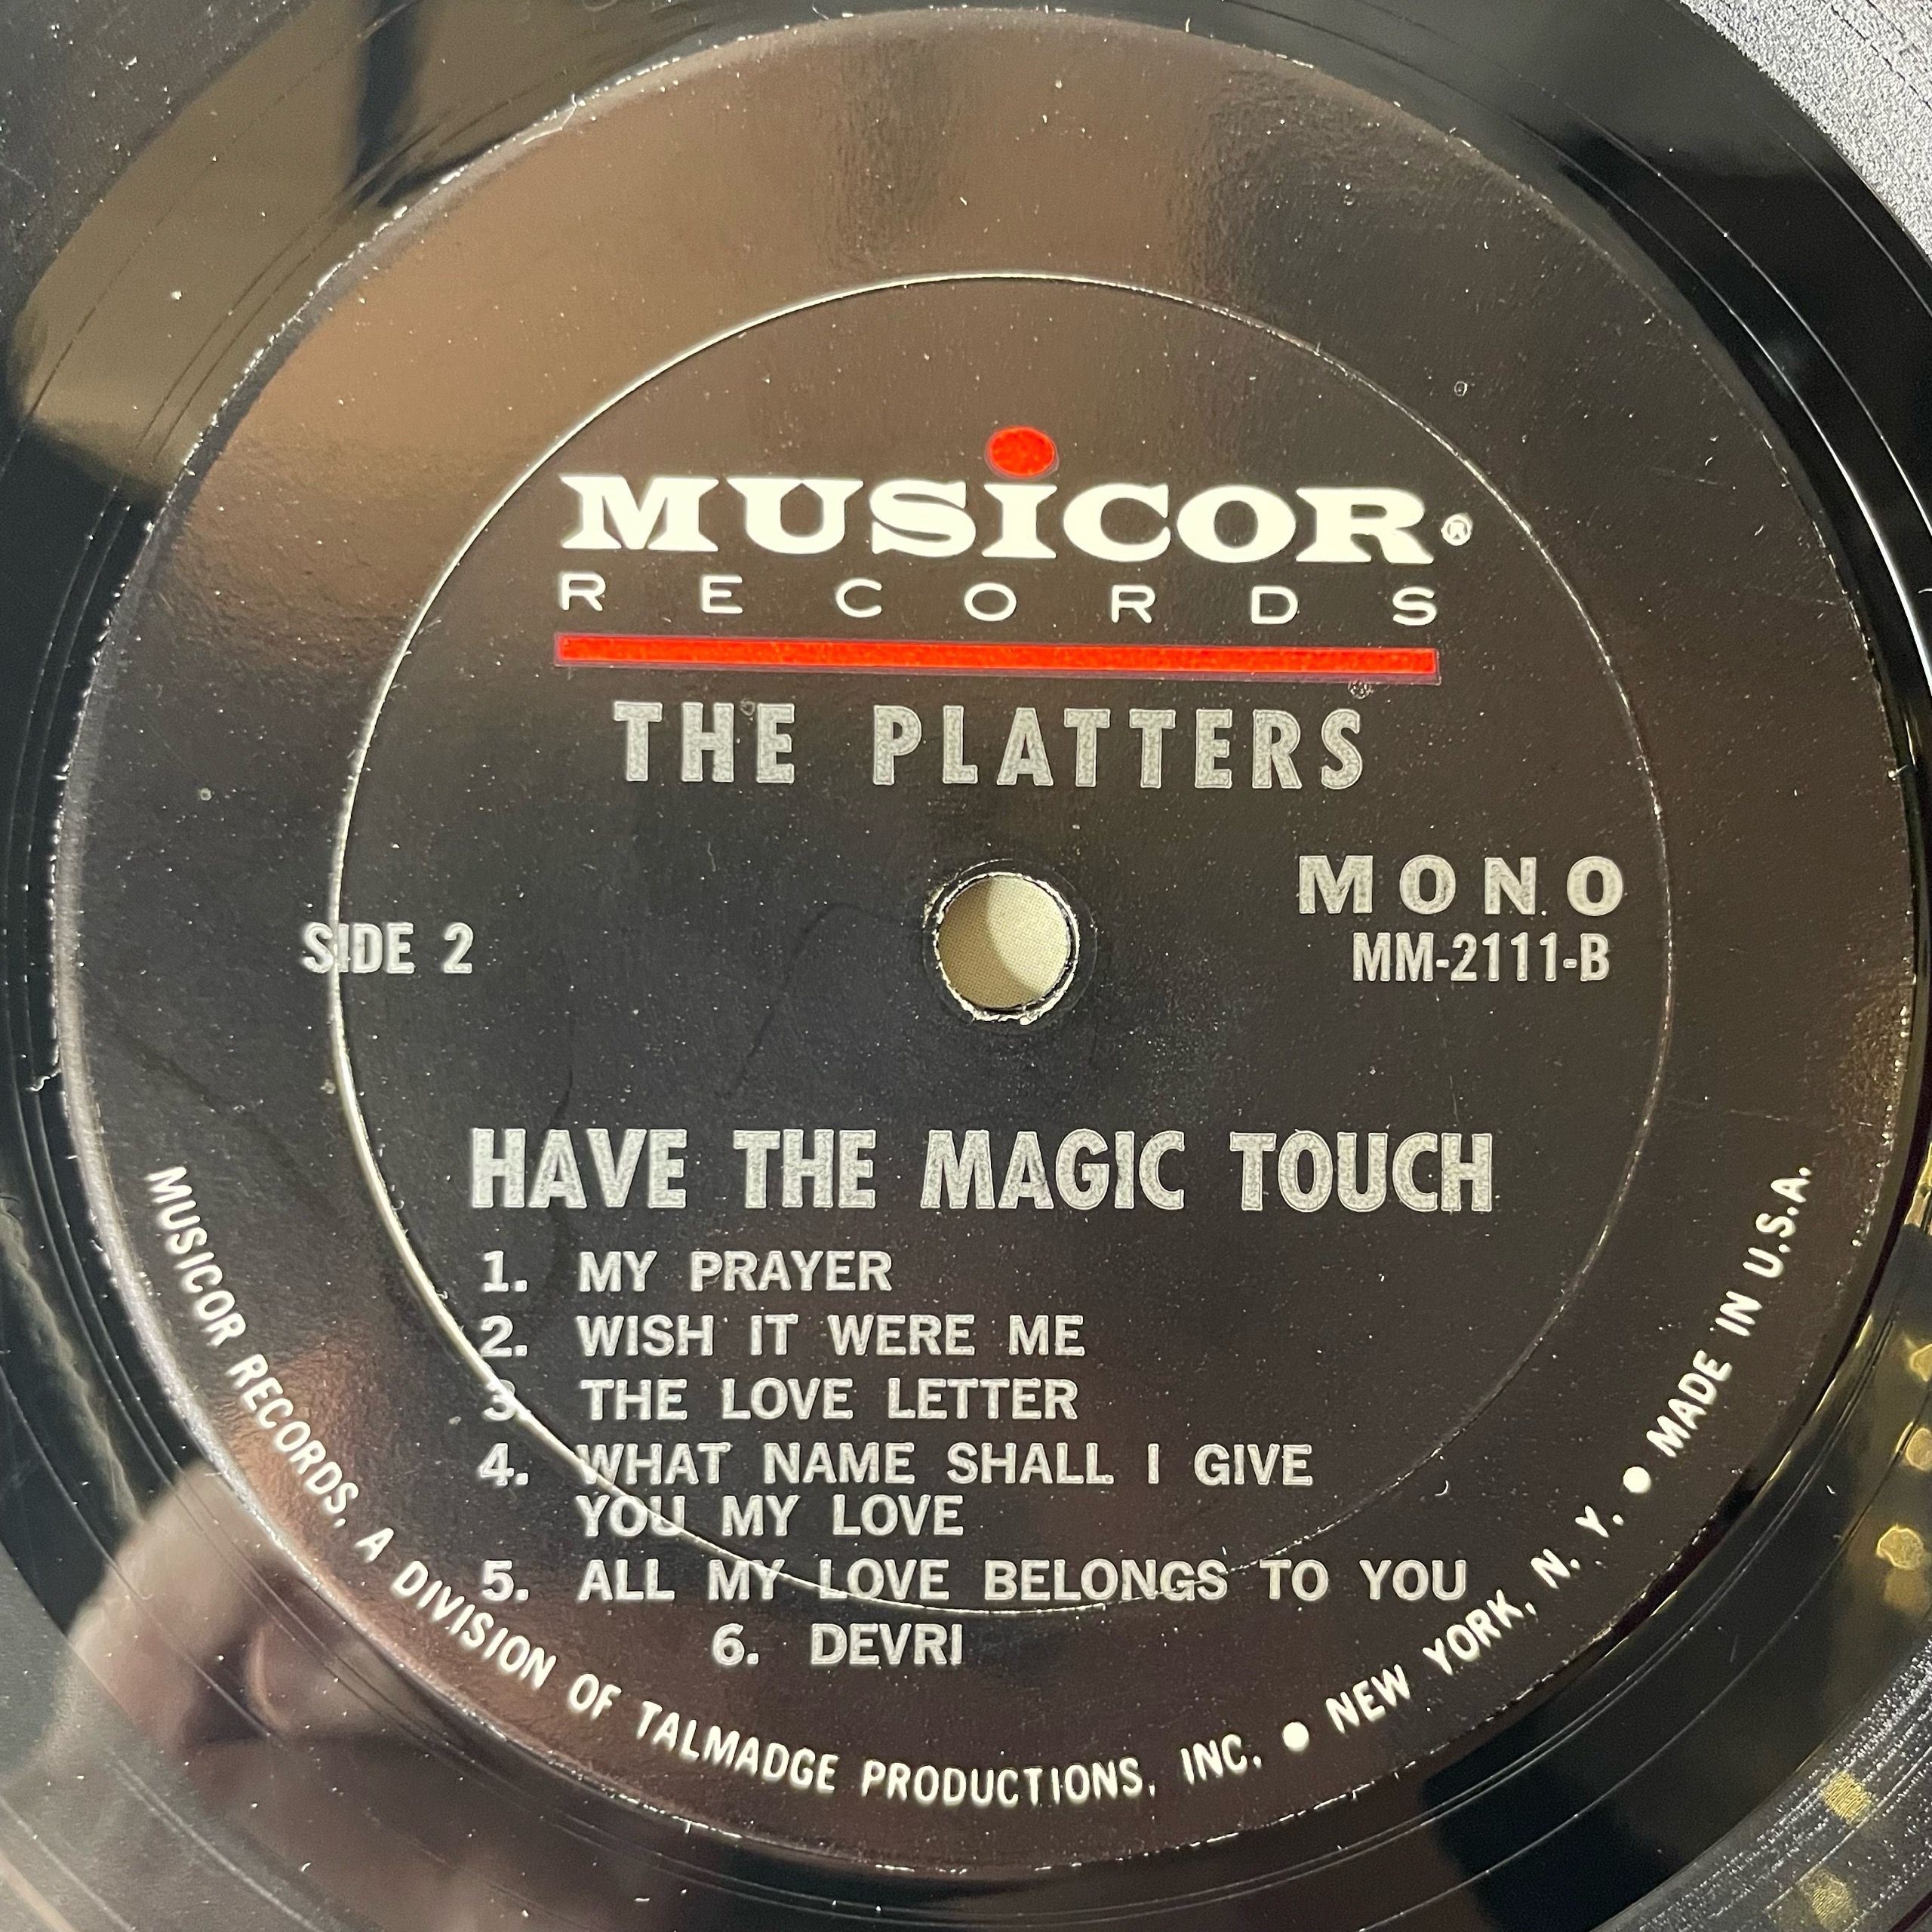 MUSiCOR®
RECORDS
THE PLATTERS
MONO
SIDE 2
MM-2111-B
HAVE THE MAGIC TOUCH
1. MY PRAYER
2. WISH IT WERE ME
3. THE LOVE LETTER
4. WHAT NAME SHALL I GIVE
YOU MY LOVE
5. ALL MY LOVE BELONGS TO YOU
6. DEVRI
MUSICOR RECORDS, A DIVISION OF TALMADGE PRODUCTIONS, INC. ● NEW YORK, N. Y. ● MADE IN U.S.A.